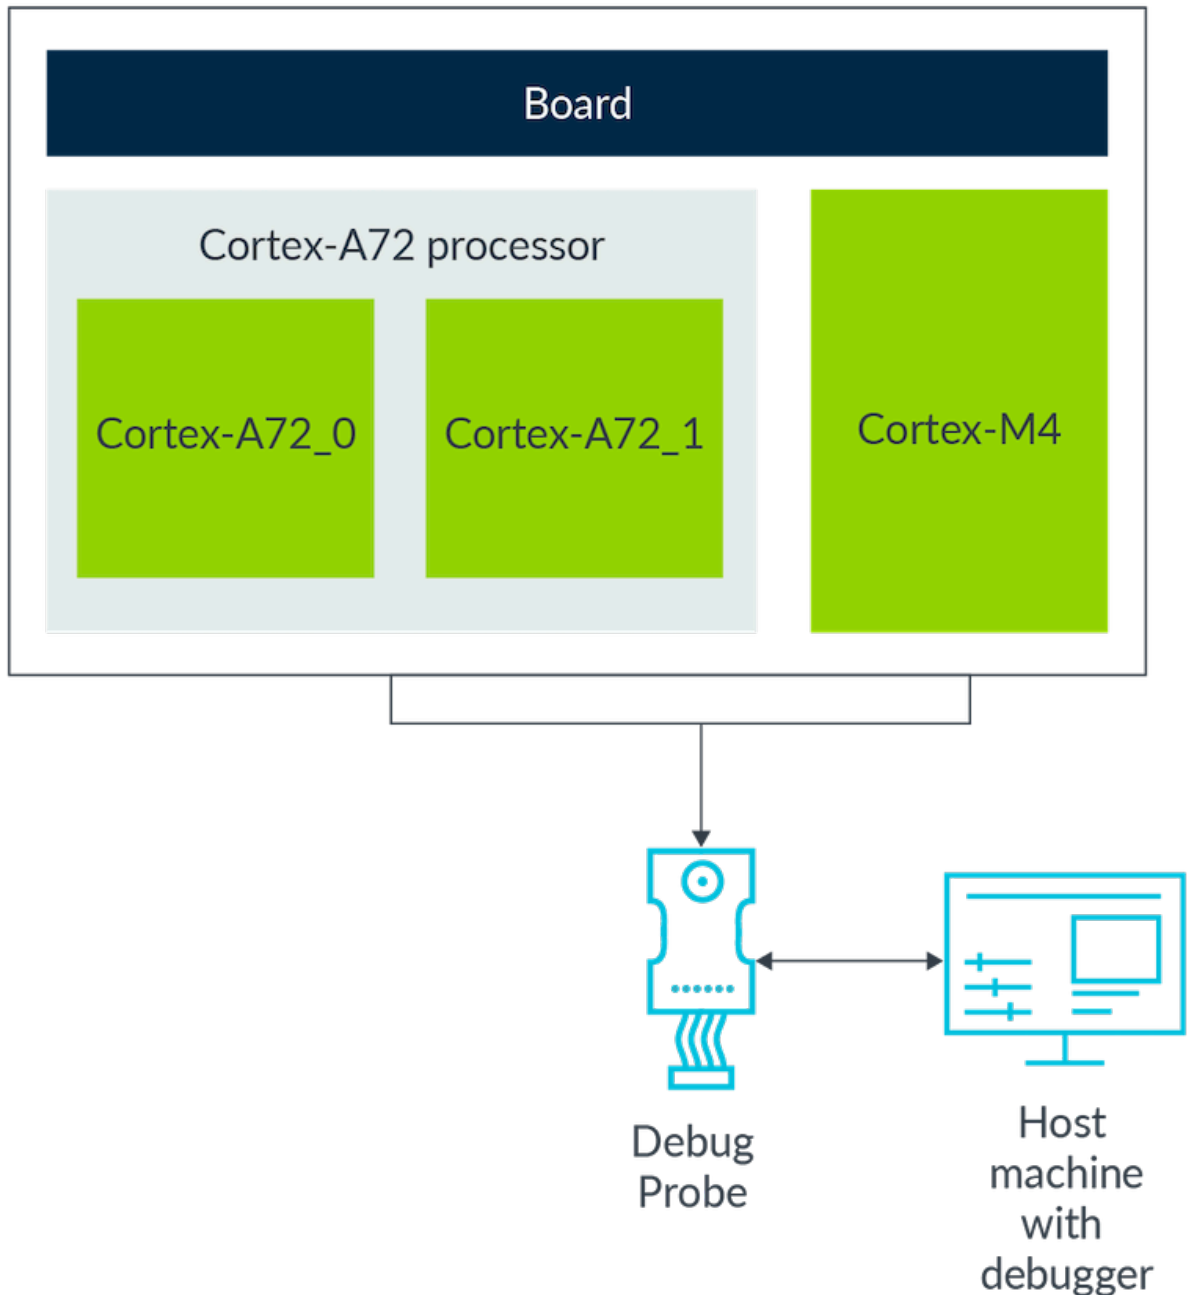 Board
Cortex-A72 processor
Cortex-A72_0
Cortex-A72_1
Cortex-M4
Debug
Probe
Host
machine
with
debugger